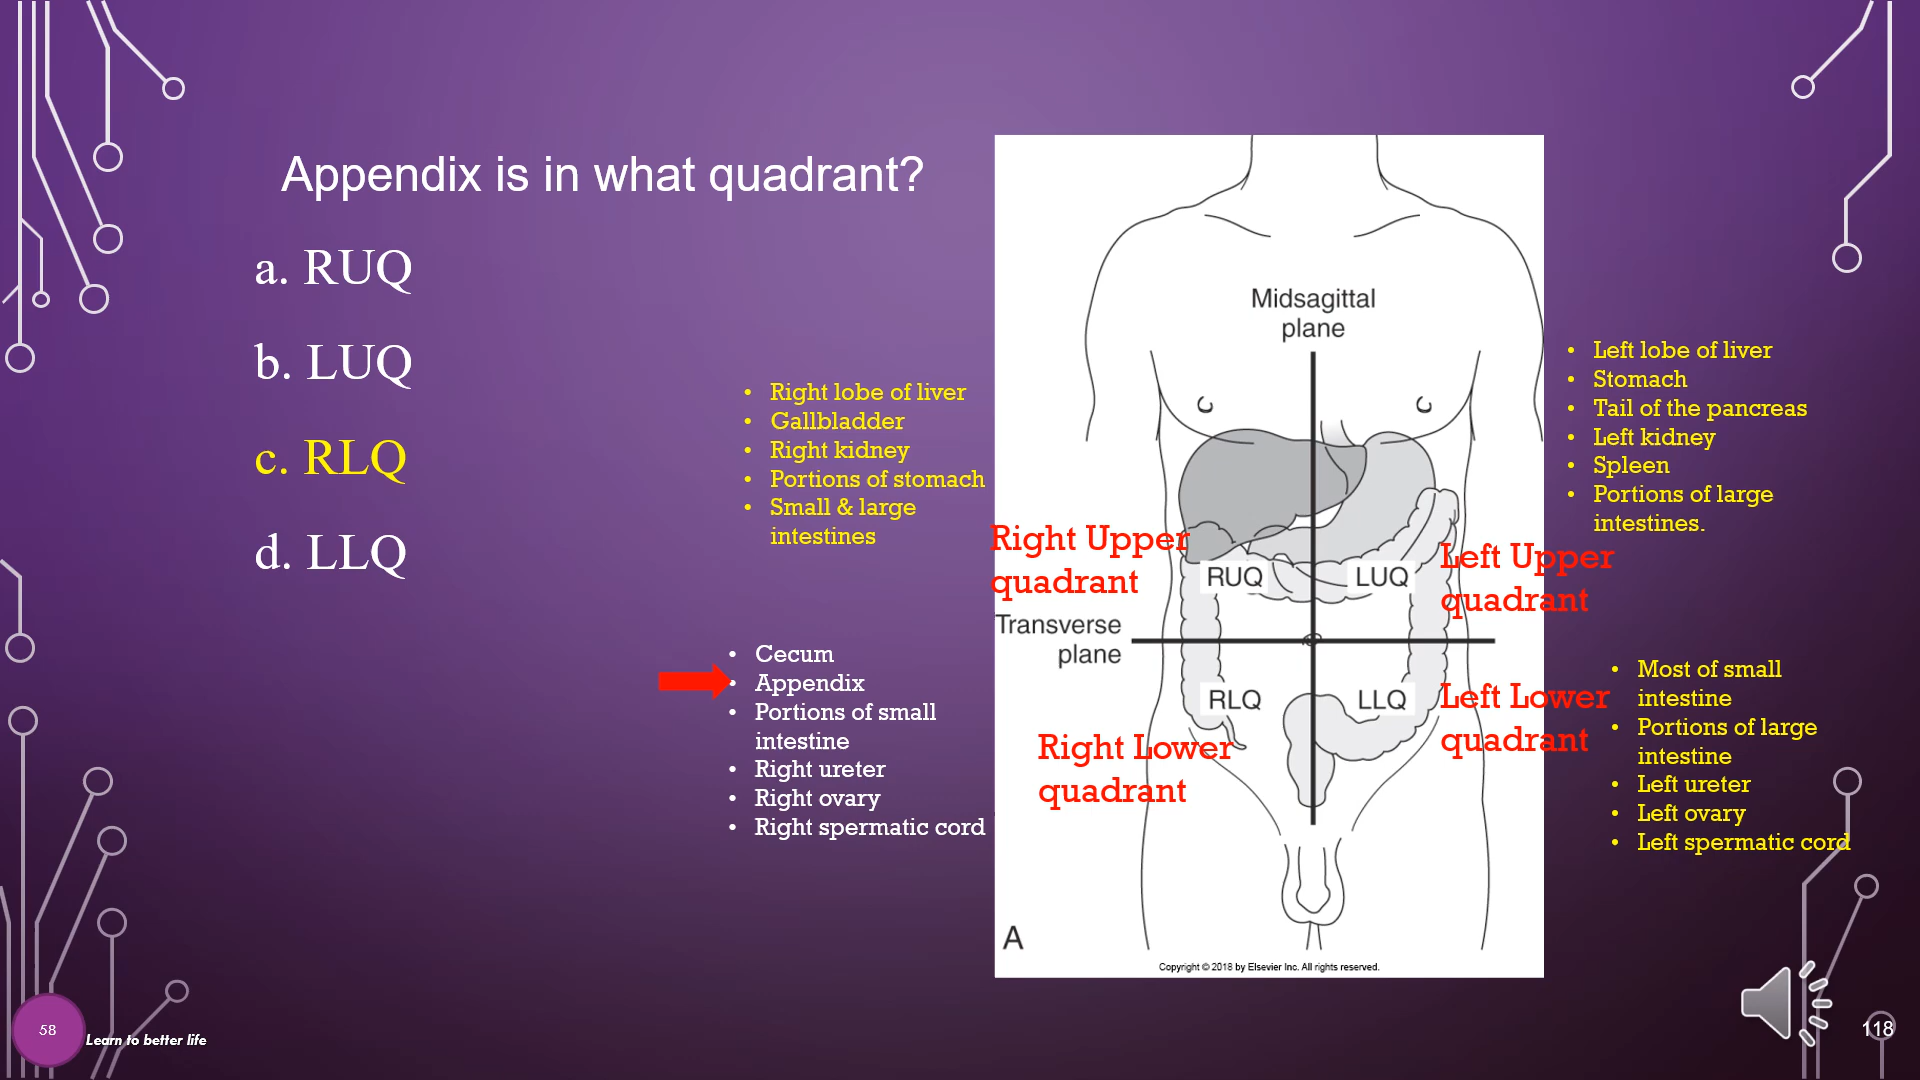 Appendix is in what quadrant?
a. RUQ
b. LUQ
c. RLQ
d. LLQ
• Right lobe of liver
• Gallbladder
• Right kidney
• Portions of stomach
• Small & large
intestines
• Cecum
• Appendix
• Portions of small
intestine
• Right ureter
• Right ovary
• Right spermatic cord
Midsagittal
plane
Right Upper
quadrant
RUQ
LUQ
Left Upper
quadrant
Transverse
plane
RLQ
LLQ
Right Lower
quadrant
Left Lower
quadrant
A
Copyright © 2018 by Elsevier Inc. All rights reserved.
• Left lobe of liver
• Stomach
• Tail of the pancreas
• Left kidney
• Spleen
• Portions of large
intestines.
• Most of small
intestine
• Portions of large
intestine
• Left ureter
• Left ovary
• Left spermatic cord
58
Learn to better life
118